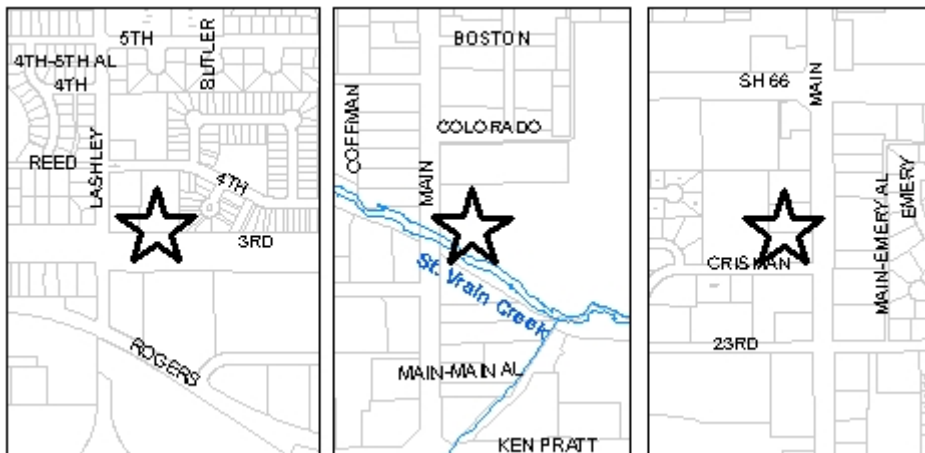 5TH
BUTLER
4TH-5TH AL
4TH
REED
LASHLEY
4TH
3RD
ROGERS
BOSTON
COFFMAN
COLORADO
MAIN
St. Vrain Creek
MAIN-MAIN AL
KEN PRATT
SH 66
MAIN
MAIN-EMERY AL
EMERY
CRISMAN
23RD